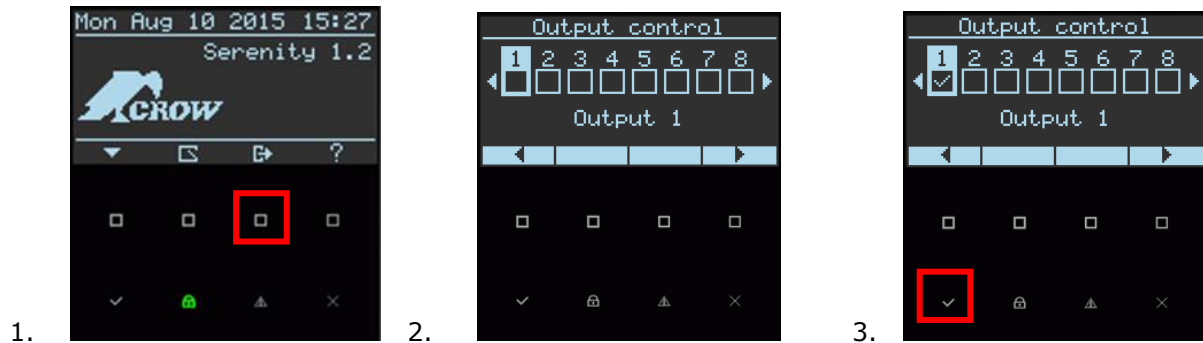 Mon Aug 10 2015 15:27
Serenity 1.2
CROW
?
1.
Output control
1 2 3 4 5 6 7 8
Output 1
2.
Output control
1 2 3 4 5 6 7 8
Output 1
3.